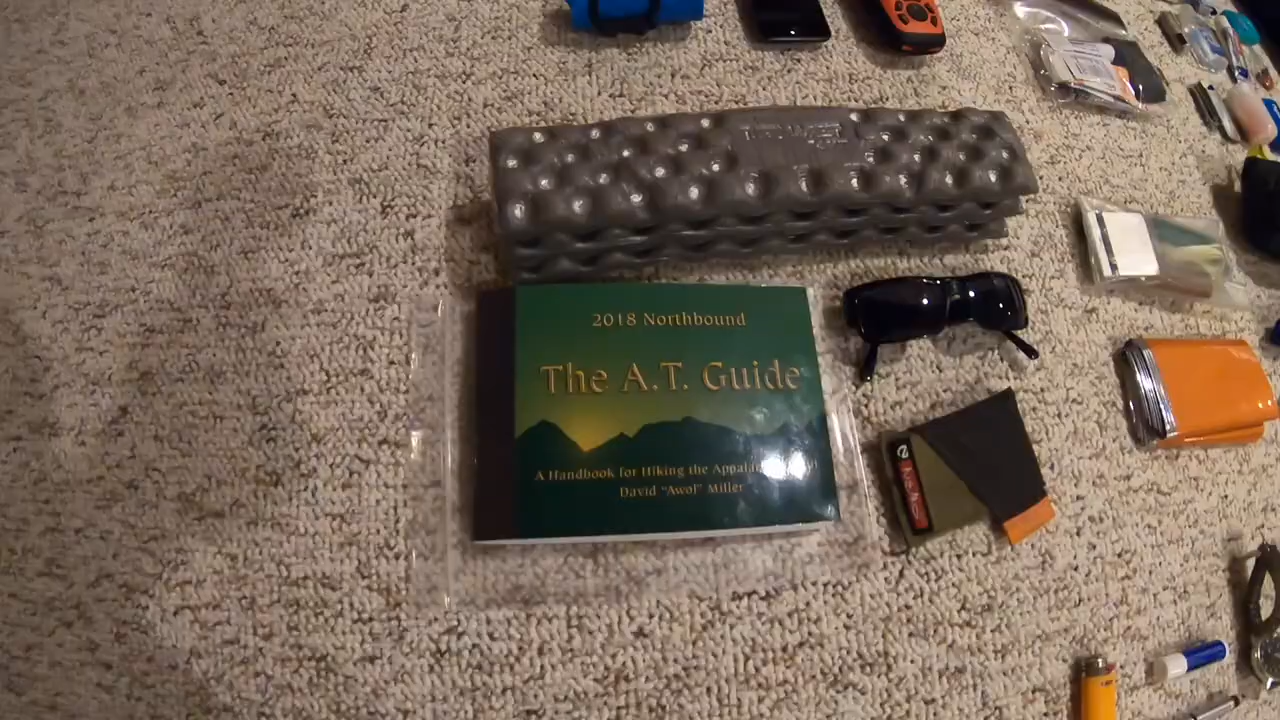 2018 Northbound
The A.T. Guide
A Handbook for Hiking the
David "Awol" Miller